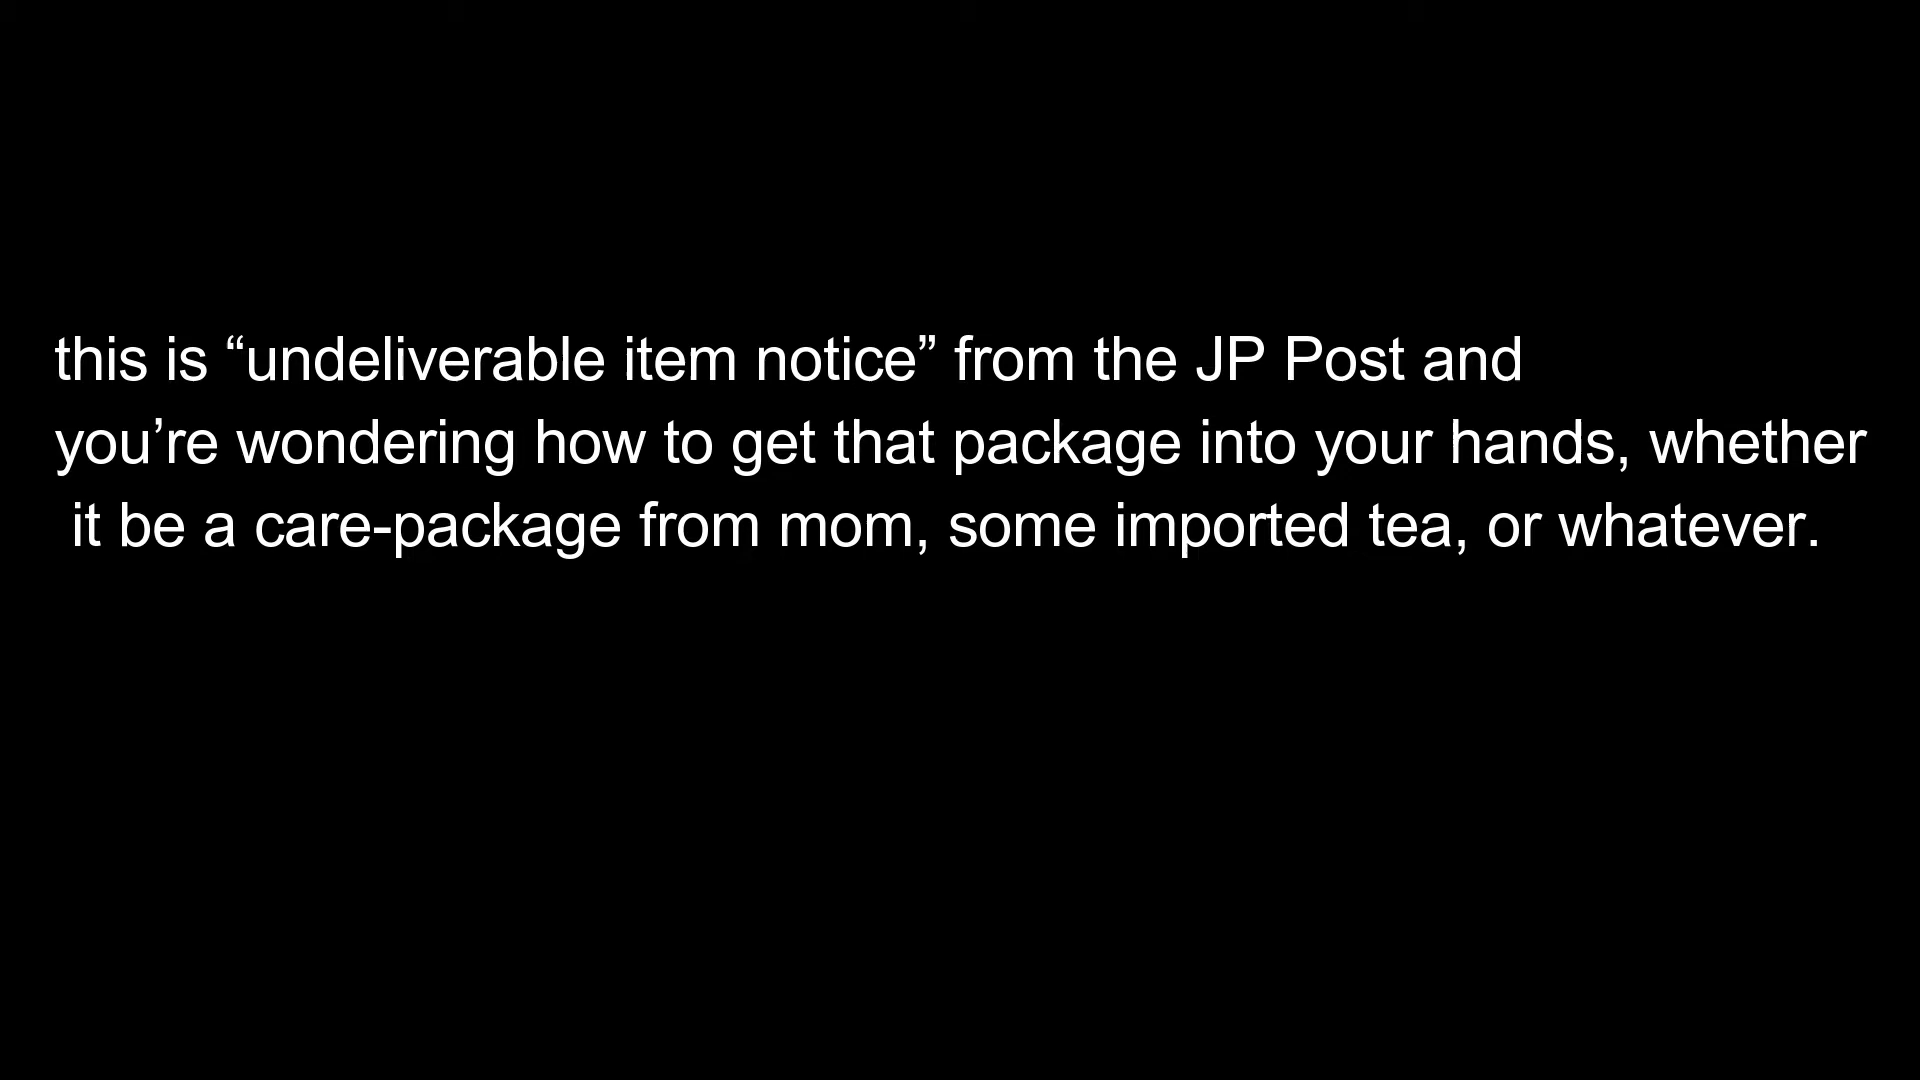 this is “undeliverable item notice” from the JP Post and
you’re wondering how to get that package into your hands, whether
it be a care-package from mom, some imported tea, or whatever.